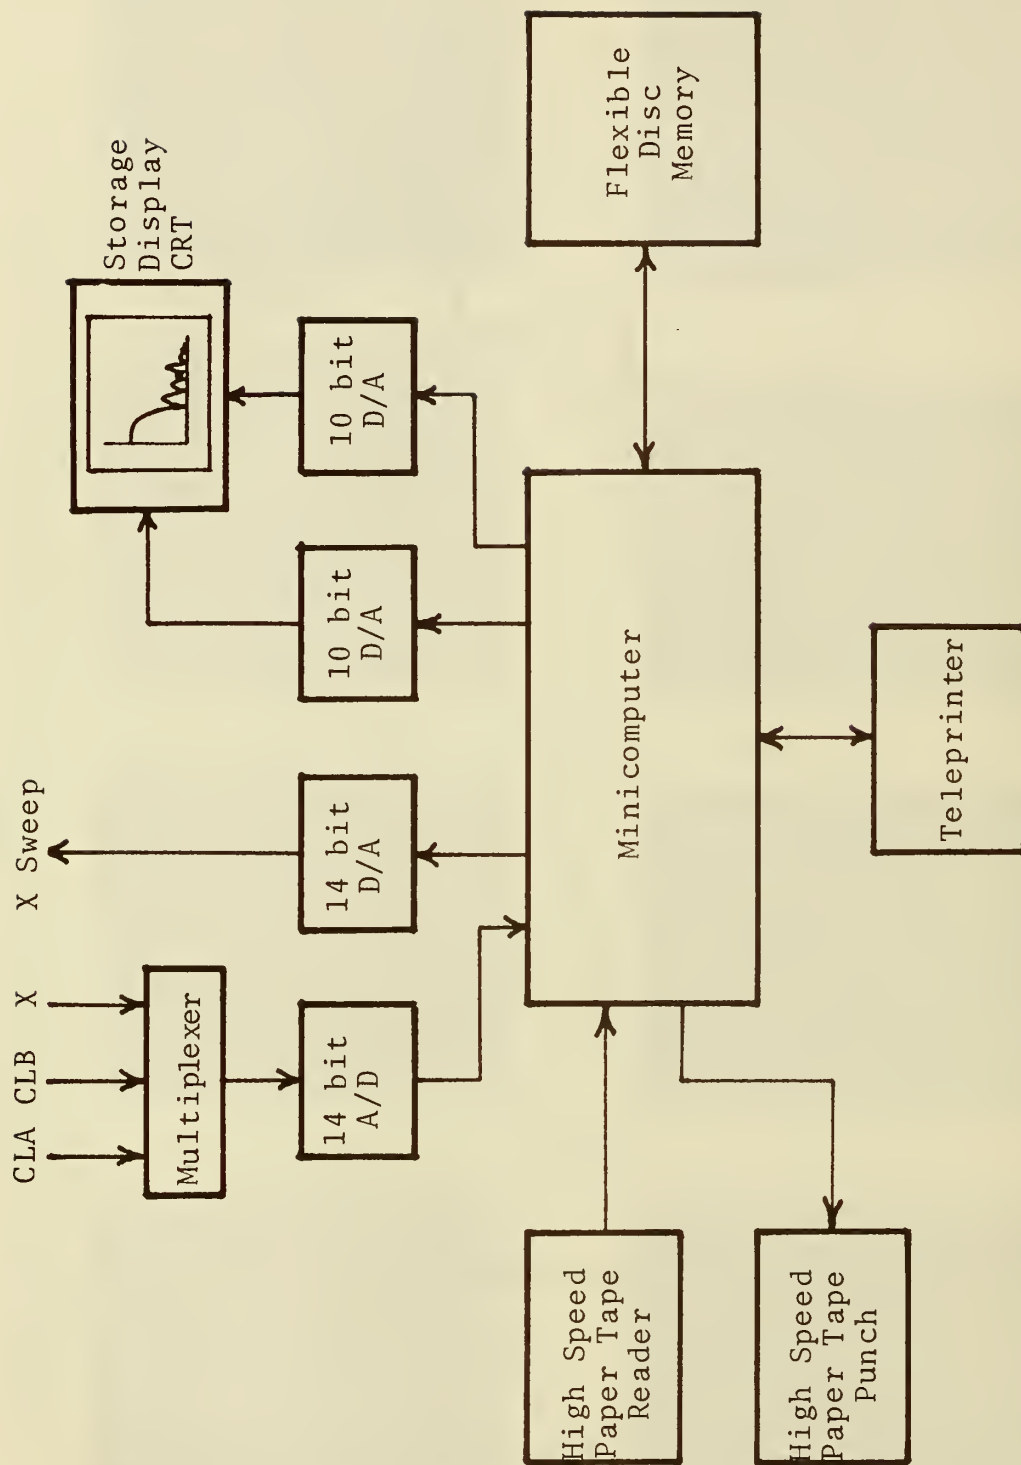 CLA CLB X
X Sweep
Storage
Display
CRT
Multiplexer
14 bit
A/D
14 bit
D/A
10 bit
D/A
10 bit
D/A
High Speed
Paper Tape
Reader
Minicomputer
Flexible
Disc
Memory
High Speed
Paper Tape
Punch
Teleprinter